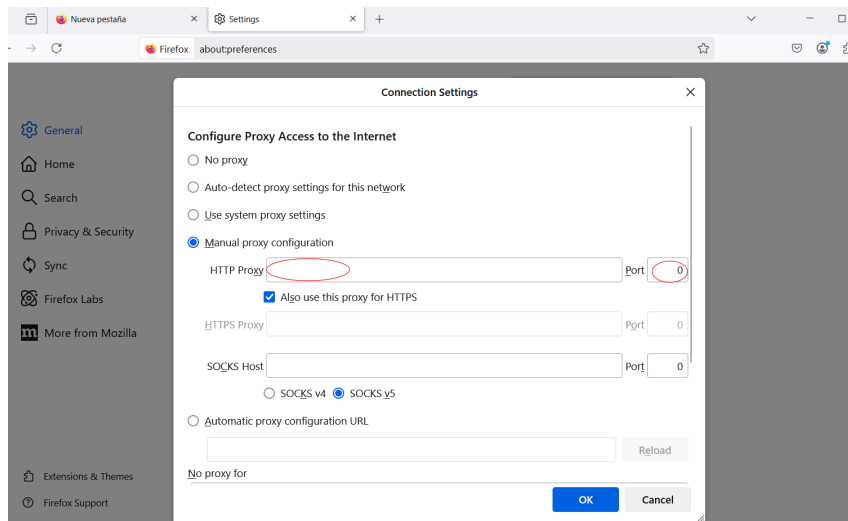 Nueva pestaña
Settings
Firefox about:preferences
Connection Settings
General
Home
Search
Privacy & Security
Sync
Firefox Labs
More from Mozilla
Extensions & Themes
Firefox Support
Configure Proxy Access to the Internet
No proxy
Auto-detect proxy settings for this network
Use system proxy settings
Manual proxy configuration
HTTP Proxy Port 0
Also use this proxy for HTTPS
HTTPS Proxy Port 0
SOCKS Host Port 0
SOCKS v4 SOCKS v5
Automatic proxy configuration URL
Reload
No proxy for
OK Cancel